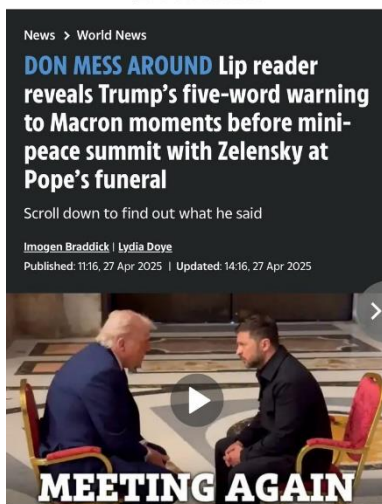 News > World News
DON MESS AROUND Lip reader
reveals Trump's five-word warning
to Macron moments before mini-
peace summit with Zelensky at
Pope's funeral
Scroll down to find out what he said
Imogen Braddick | Lydia Doye
Published: 11:16, 27 Apr 2025 | Updated: 14:16, 27 Apr 2025
MEETING AGAIN